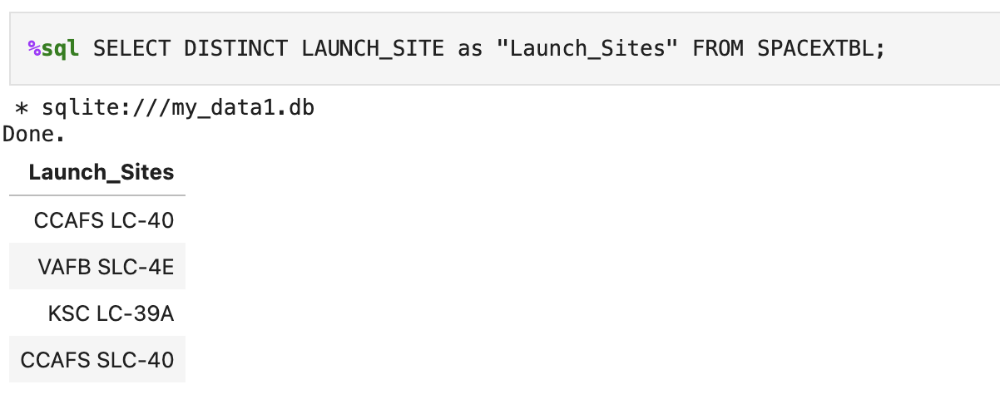 %sql SELECT DISTINCT LAUNCH_SITE as "Launch_Sites" FROM SPACEXTBL;
* sqlite:///my_data1.db
Done.
Launch_Sites
CCAFS LC-40
VAFB SLC-4E
KSC LC-39A
CCAFS SLC-40